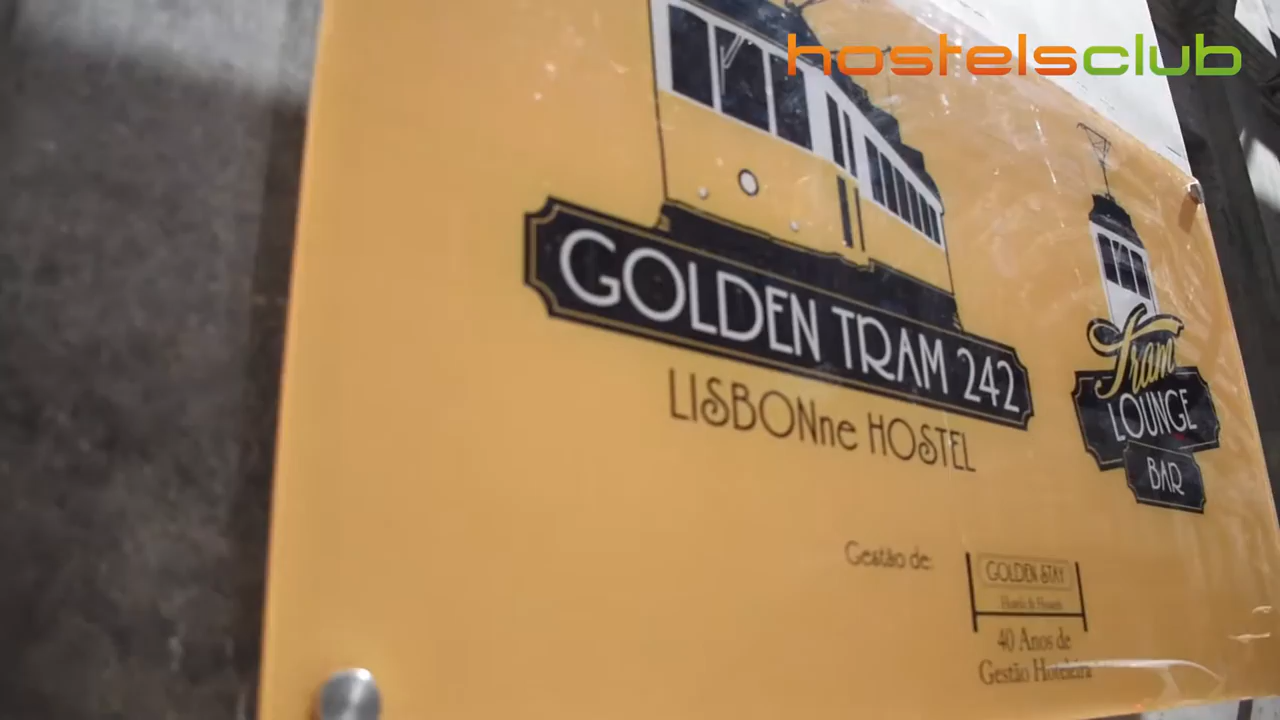 hostelsclub
GOLDEN TRAM 242
LISBONne HOSTEL
Tram
LOUNGE
BAR
Gestão de:
GOLDEN STAY
40 Anos de
Gestão Hoteleira